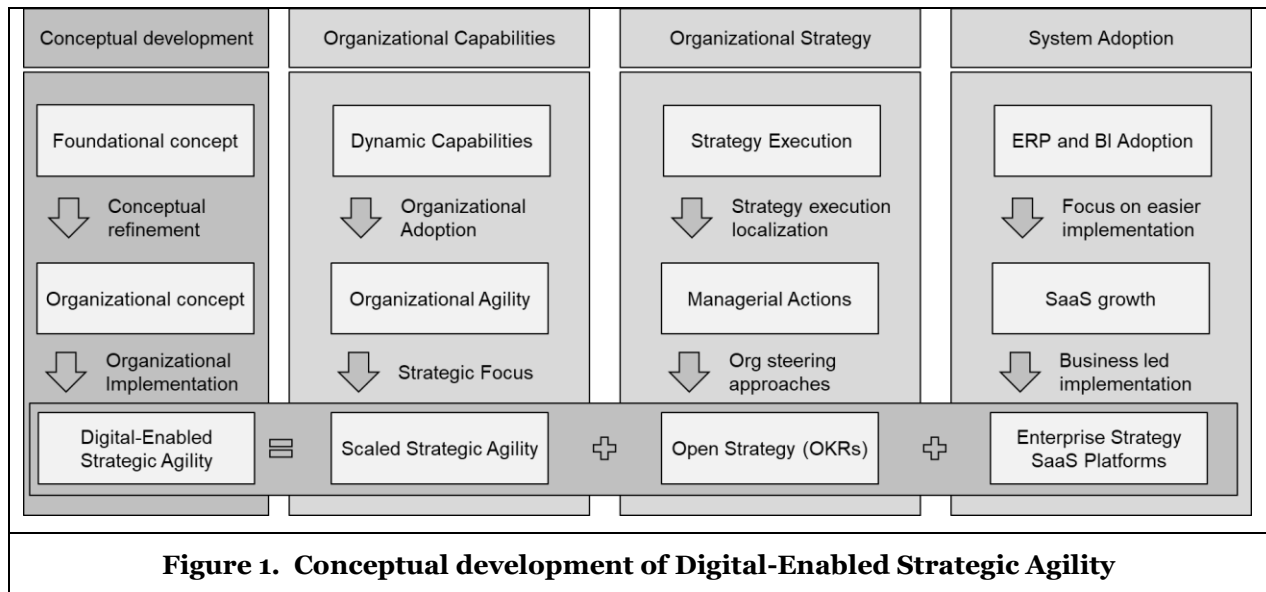 Conceptual development
Organizational Capabilities
Organizational Strategy
System Adoption
Foundational concept
Dynamic Capabilities
Strategy Execution
ERP and BI Adoption
Conceptual
refinement
Organizational
Adoption
Strategy execution
localization
Focus on easier
implementation
Organizational concept
Organizational Agility
Managerial Actions
SaaS growth
Organizational
Implementation
Strategic Focus
Org steering
approaches
Business led
implementation
Digital-Enabled
Strategic Agility
Scaled Strategic Agility
Open Strategy (OKRs)
Enterprise Strategy
SaaS Platforms
Figure 1. Conceptual development of Digital-Enabled Strategic Agility